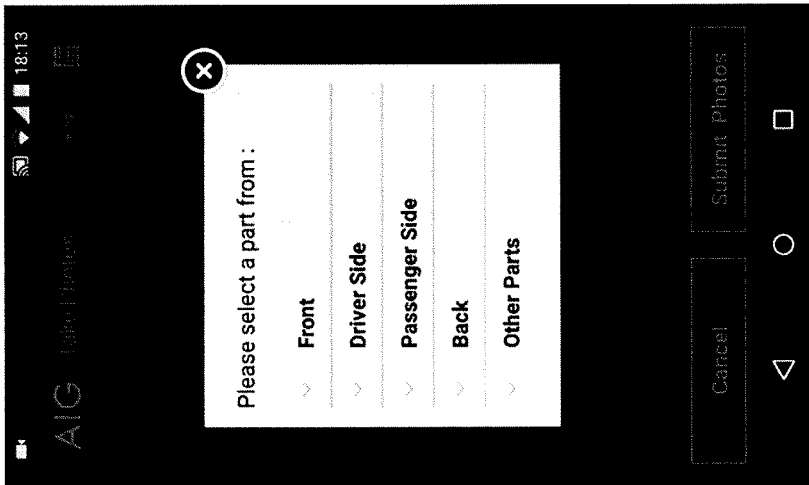 18:13
AIG
Please select a part from :
Front
Driver Side
Passenger Side
Back
Other Parts
Cancel
Submit Photos